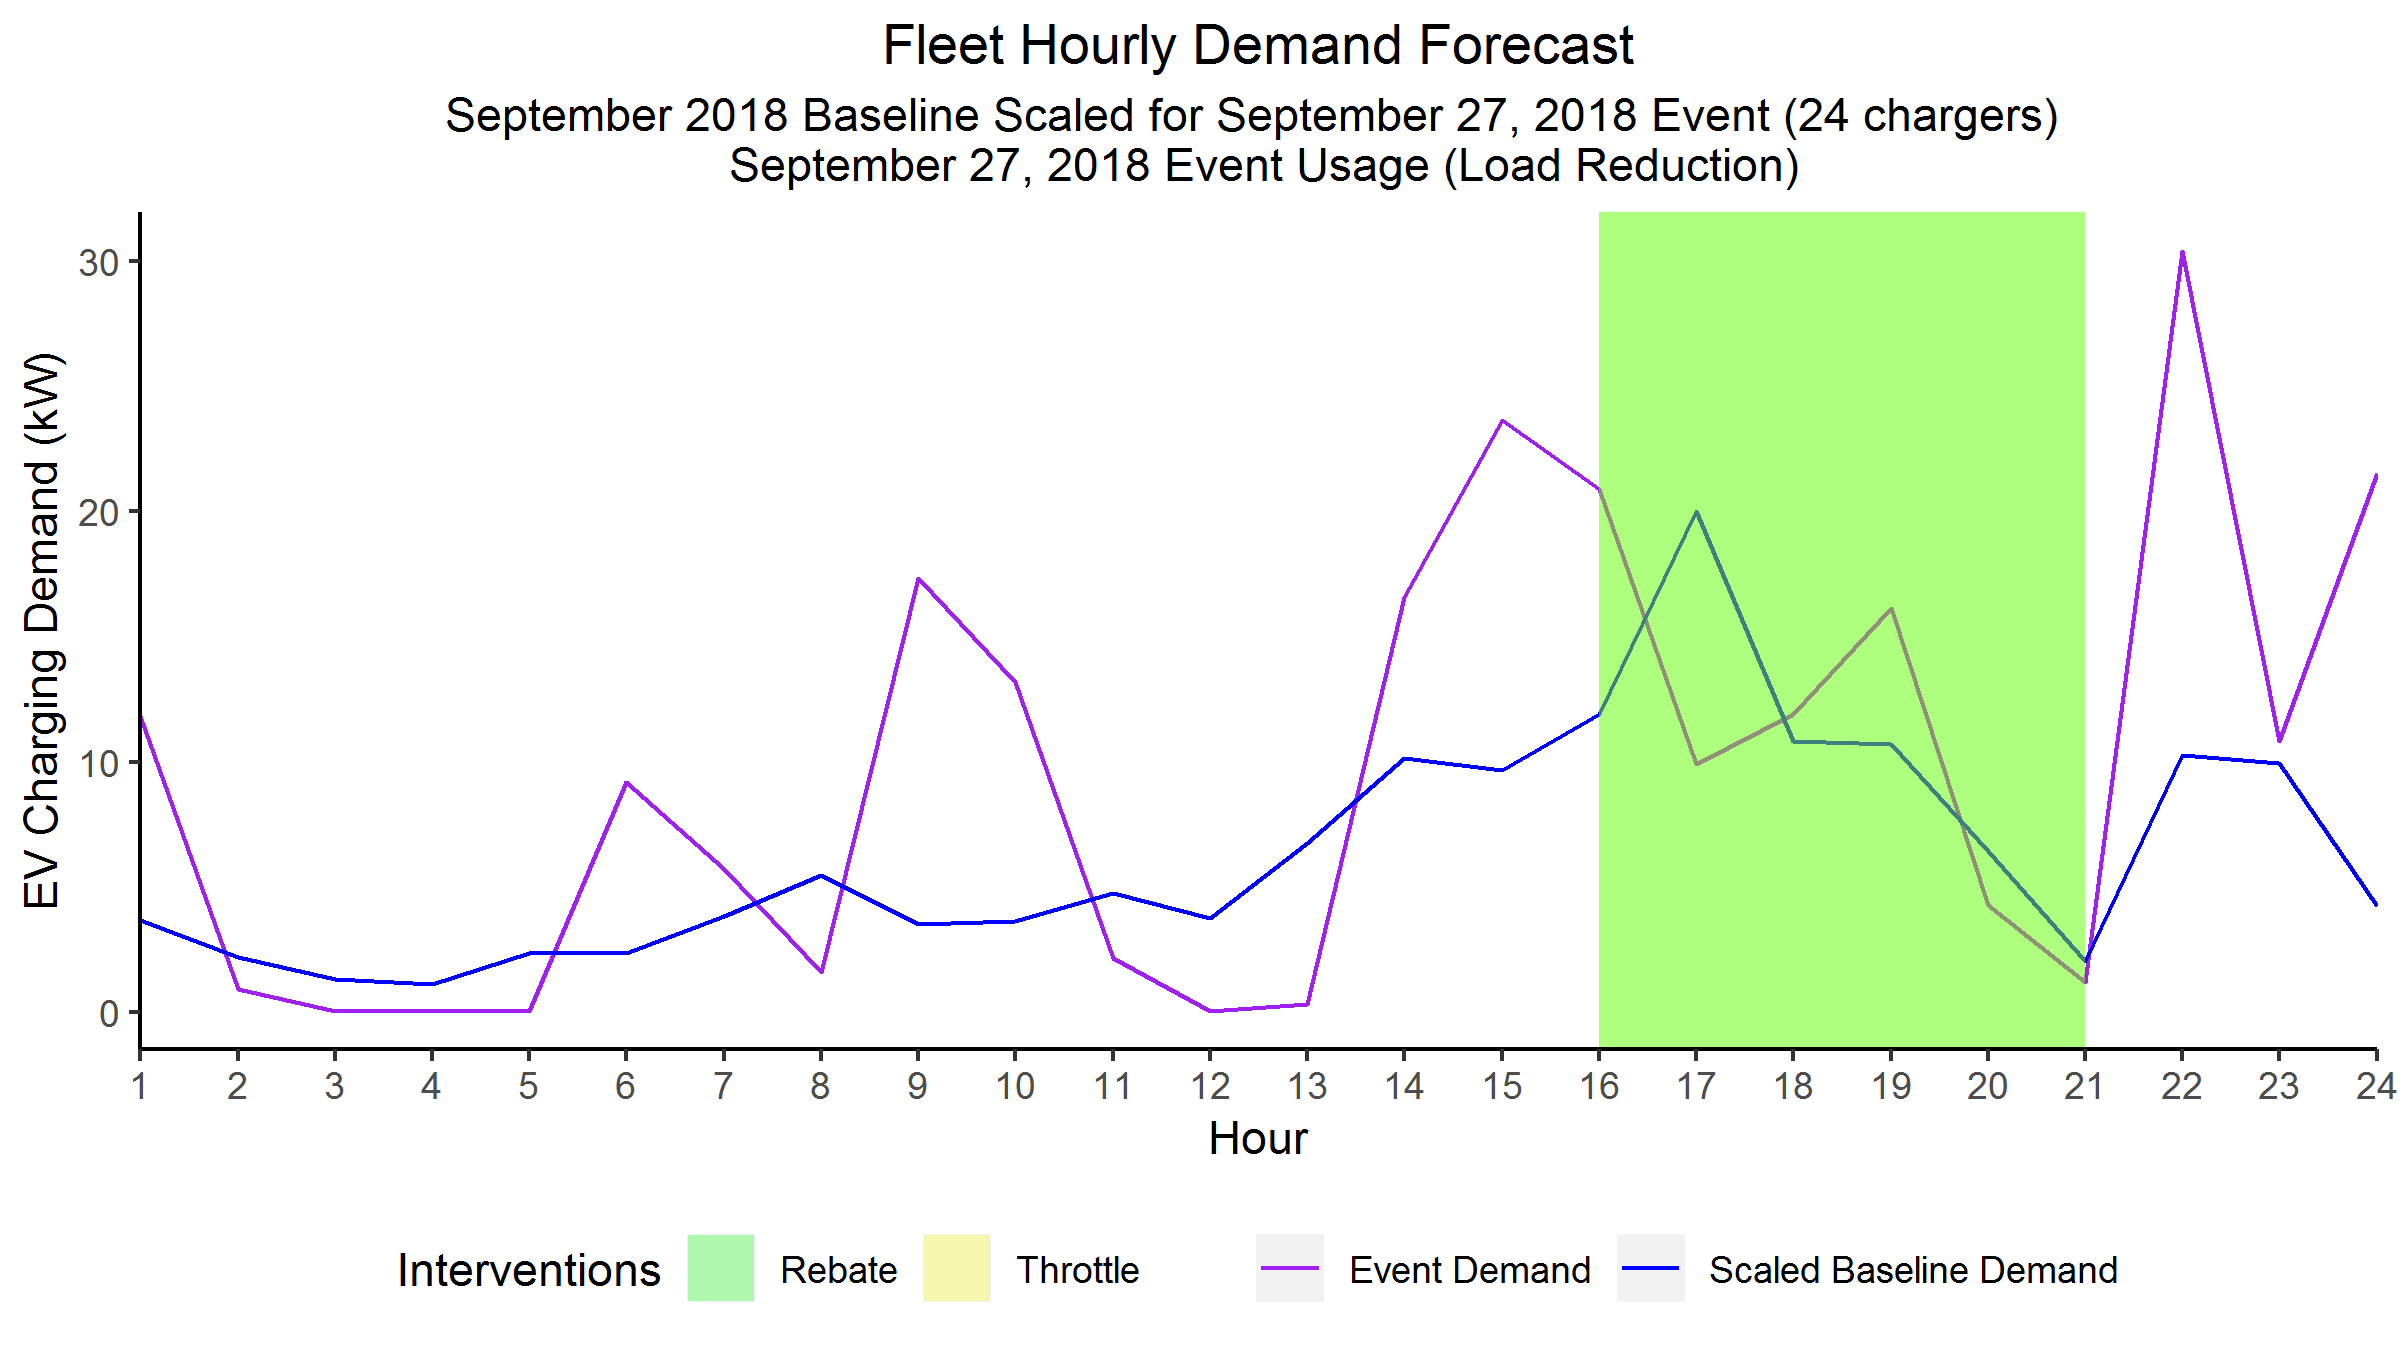 Fleet Hourly Demand Forecast
September 2018 Baseline Scaled for September 27, 2018 Event (24 chargers)
September 27, 2018 Event Usage (Load Reduction)
EV Charging Demand (kW)
30
20
10
0
1 2 3 4 5 6 7 8 9 10 11 12 13 14 15 16 17 18 19 20 21 22 23 24
Hour
Interventions Rebate Throttle Event Demand Scaled Baseline Demand